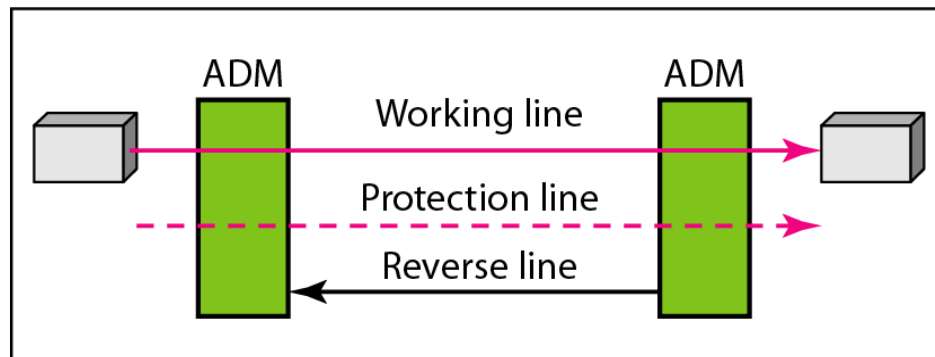 ADM
ADM
Working line
Protection line
Reverse line